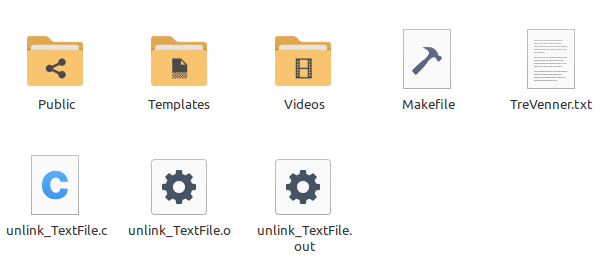 Public
Templates
Videos
Makefile
TreVenner.txt
unlink_TextFile.c
unlink_TextFile.o
unlink_TextFile.
out